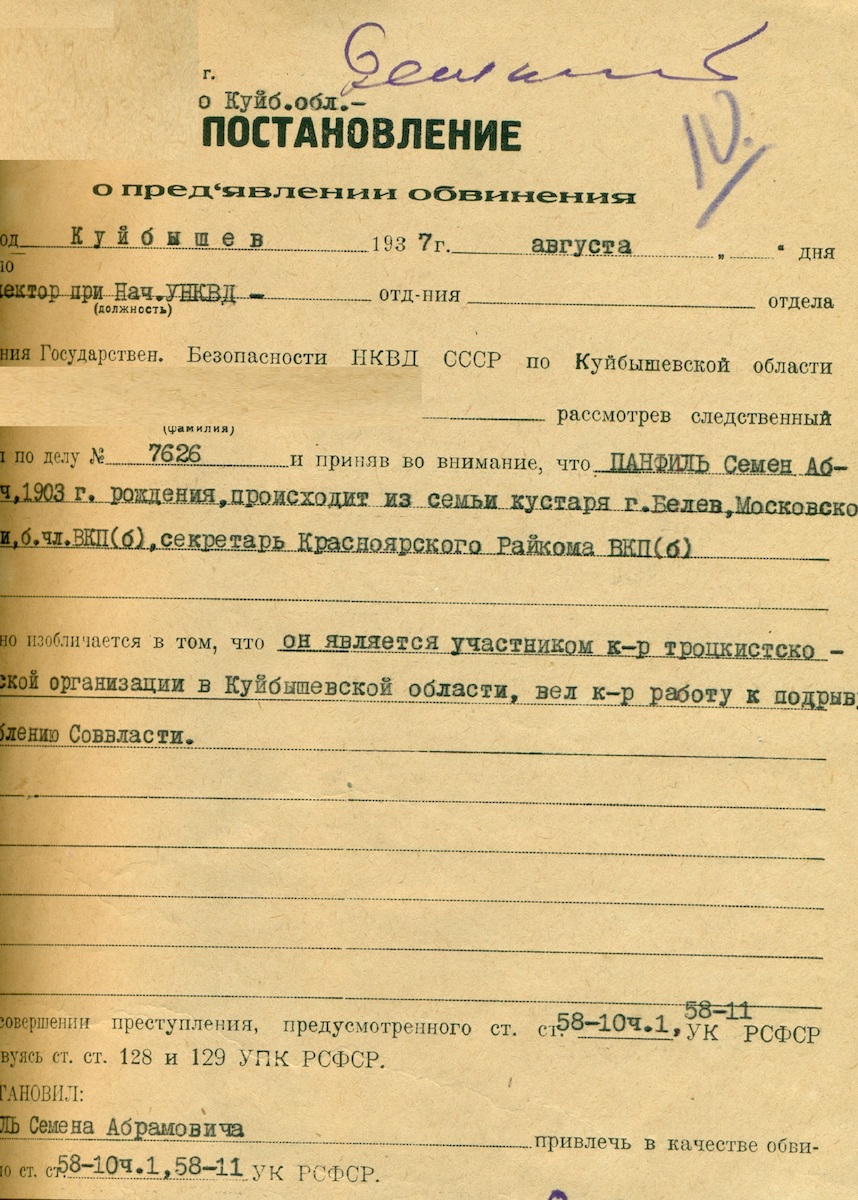 г.
о Куйб.обл.-
IV.
ПОСТАНОВЛЕНИЕ
о пред‘явлении обвинения
од Куйбышев 1937г. августа „ “ дня
ю
ектор при Нач.УНКВД - отд-ния отдела
(должность)
ния Государствен. Безопасности НКВД СССР по Куйбышевской области
рассмотрев следственный
(фамилия)
л по делу № 7626 и приняв во внимание, что ПАНФИЛЬ Семен Аб-
ч,1903 г. рождения,происходит из семьи кустаря г.Белев,Московско
и,б.чл.ВКП(б),секретарь Красноярского Райкома ВКП(б)
но изобличается в том, что он является участником к-р троцкистско -
ской организации в Куйбышевской области, вел к-р работу к подрыву
блению Соввласти.
совершении преступления, предусмотренного ст. ст. 58-10ч.1, 58-11 УК РСФСР
вуясь ст. ст. 128 и 129 УПК РСФСР.
ТАНОВИЛ:
ЛЬ Семена Абрамовича привлечь в качестве обви-
по ст. ст. 58-10ч.1,58-11 УК РСФСР.